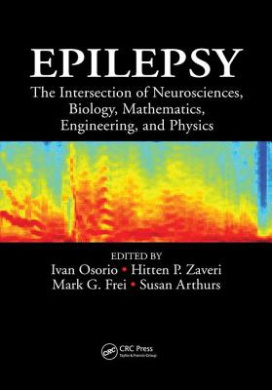 EPILEPSY
The Intersection of Neurosciences,
Biology, Mathematics,
Engineering, and Physics
EDITED BY
Ivan Osorio • Hitten P. Zaveri
Mark G. Frei • Susan Arthurs
CRC CRC Press
Taylor & Francis Group